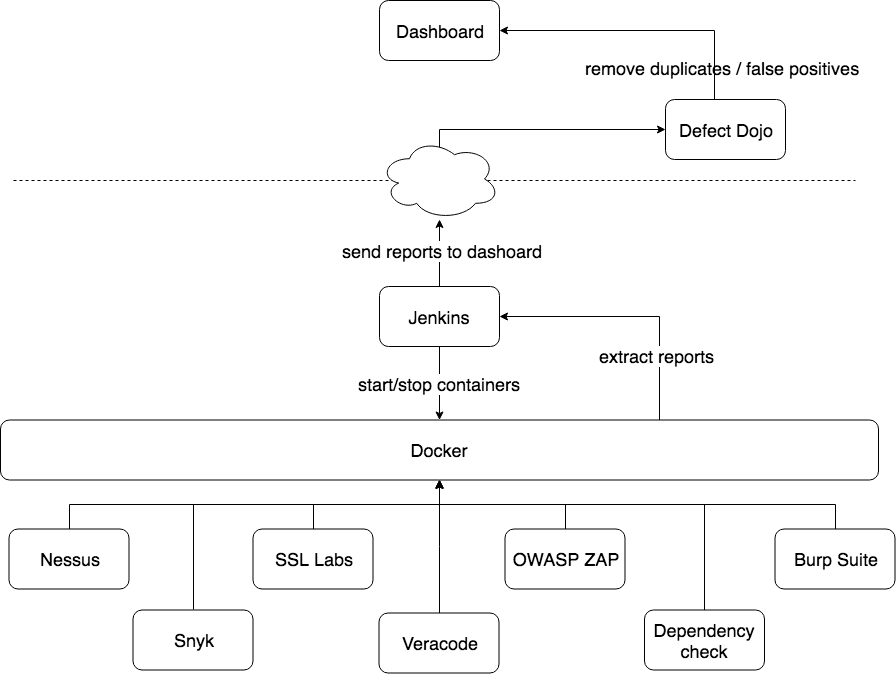 Dashboard
remove duplicates / false positives
Defect Dojo
send reports to dashoard
Jenkins
extract reports
start/stop containers
Docker
Nessus
SSL Labs
OWASP ZAP
Burp Suite
Snyk
Veracode
Dependency
check